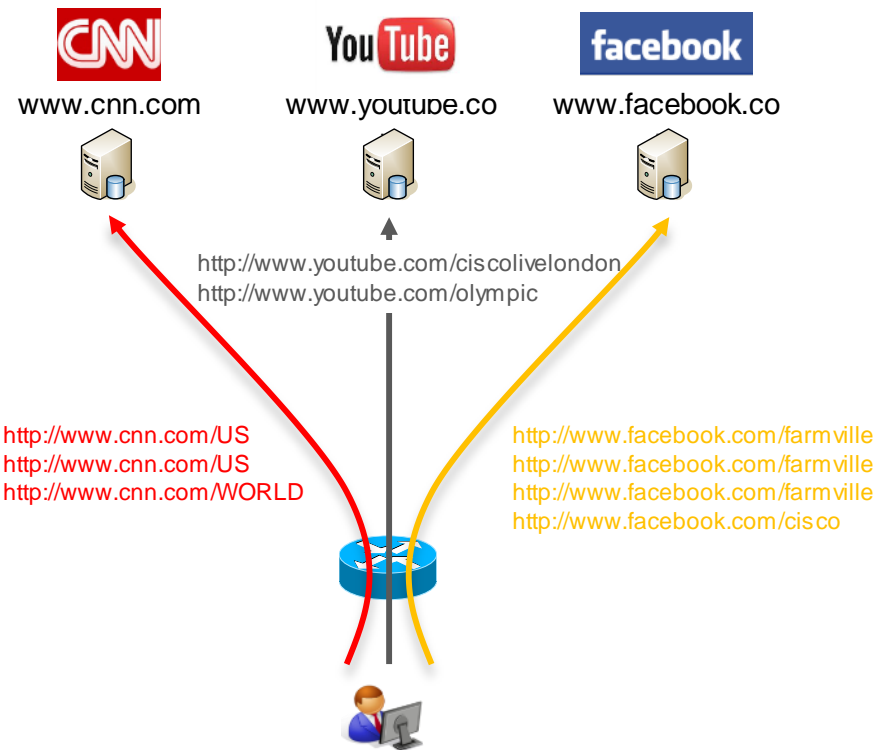 CNN
You Tube
facebook
www.cnn.com
www.youtube.co
www.facebook.co
http://www.youtube.com/ciscolivelondon
http://www.youtube.com/olympic
http://www.cnn.com/US
http://www.cnn.com/US
http://www.cnn.com/WORLD
http://www.facebook.com/farmville
http://www.facebook.com/farmville
http://www.facebook.com/farmville
http://www.facebook.com/cisco